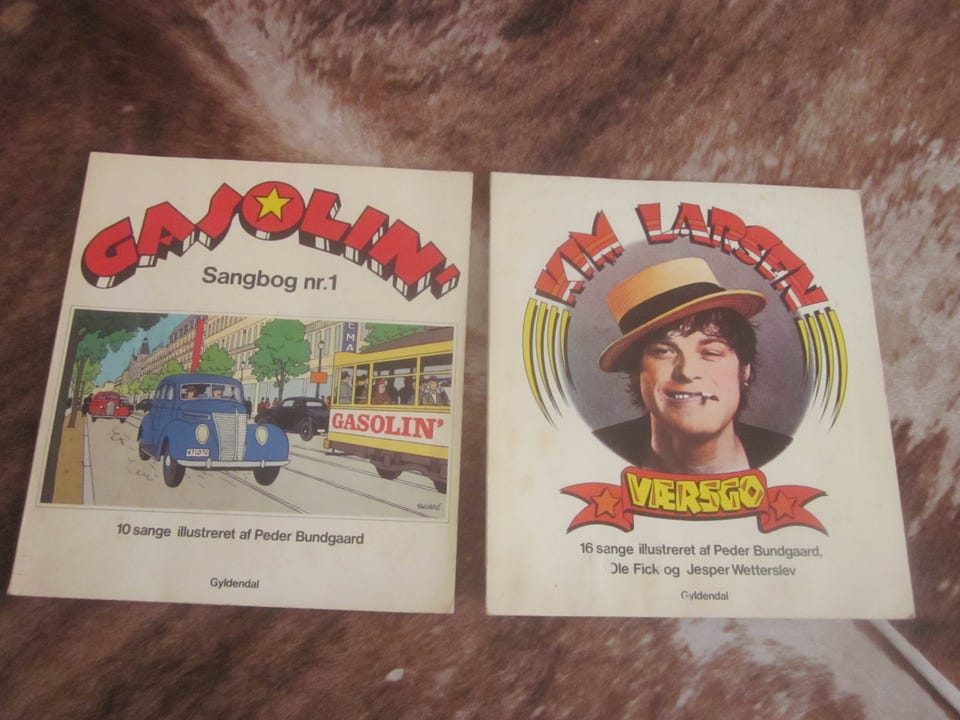 GASOLIN'
Sangbog nr.1
EMA
GASOLIN'
10 sange illustreret af Peder Bundgaard
Gyldendal
KIM LARSEN
VÆRSGO
16 sange illustreret af Peder Bundgaard,
Ole Fick og Jesper Wetterslev
Gyldendal